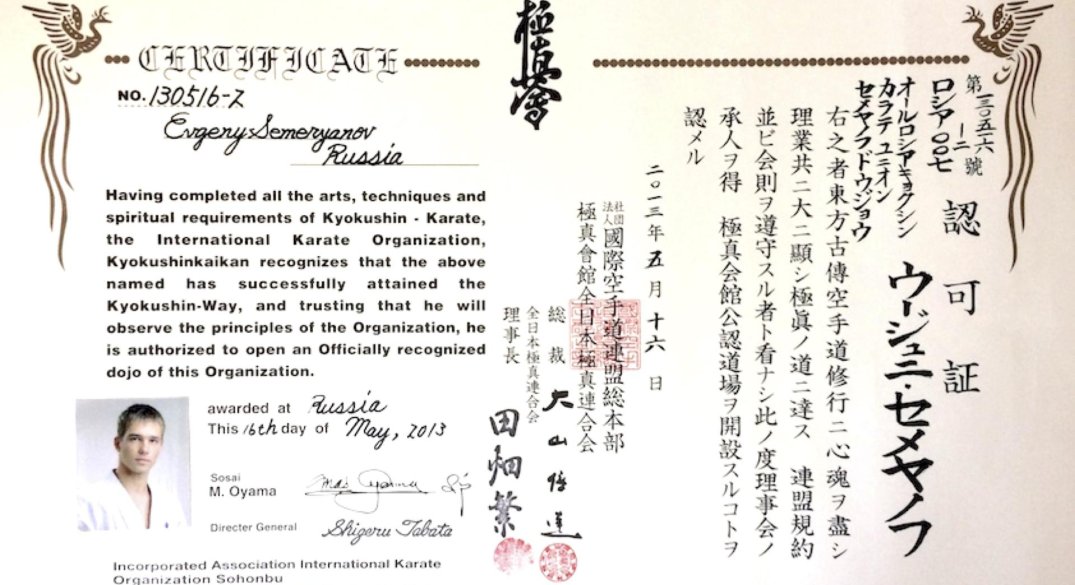 CERTIFICATE
NO. 130516-2
Evgeny Semeryanov
Russia
Having completed all the arts, techniques and
spiritual requirements of Kyokushin - Karate,
the International Karate Organization,
Kyokushinkaikan recognizes that the above
named has successfully attained the
Kyokushin-Way, and trusting that he will
observe the principles of the Organization, he
is authorized to open an Officially recognized
dojo of this Organization.
awarded at Russia
This 16th day of May, 2013
Sosai
M. Oyama
Mas Oyama
Directer General
Shigeru Tabata
Incorporated Association International Karate
Organization Sohonbu
極真會
第一三〇五一六
一二號
ロシア〇〇七
認可証
オールロシアキョクシン
カラテ ユニオン
セメヤノフドウジョウ
ウージュニ・セメヤノフ
右之者東方古傳空手道修行ニ心魂ヲ盡シ
理業共ニ大ニ顯シ極眞ノ道ニ達ス 連盟規約
並ビ会則ヲ遵守スル者ト看ナシ此ノ度理事会ノ
承人ヲ得 極真会館公認道場ヲ開設スルコトヲ
認メル
二〇一三年五月十六日
社団法人國際空手道連盟総本部
極真會館全日本極真連合会
総裁 大山倍達
全日本極真連合会
理事長 田畑繁